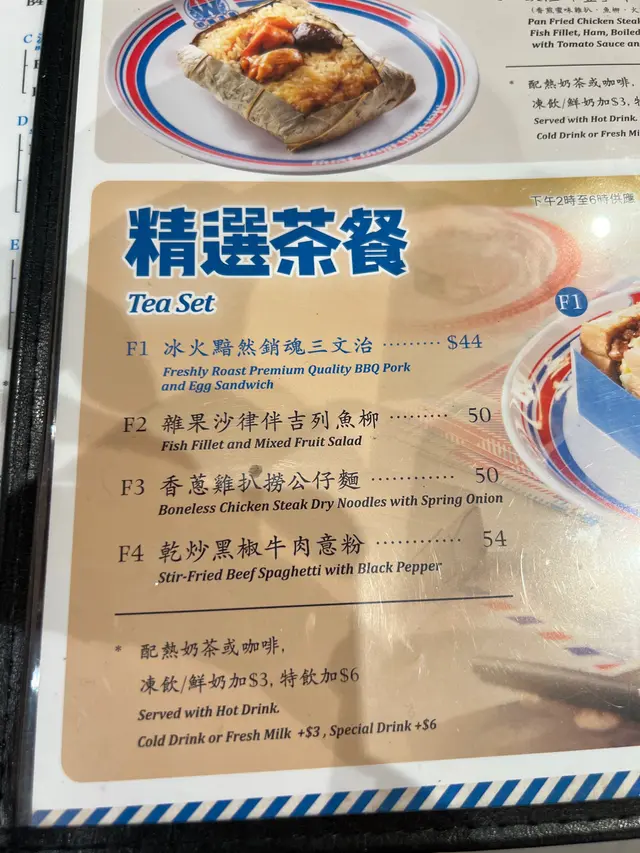 B4
C
D
E
Pan Fried Chicken Steak
Fish Fillet, Ham, Boiled
with Tomato Sauce an
* 配熱奶茶或咖啡,
凍飲/鮮奶加$3, 特
Served with Hot Drink.
Cold Drink or Fresh Mi
下午2時至6時供應
精選茶餐
Tea Set
F1
F1 冰火黯然銷魂三文治 ········· $44
Freshly Roast Premium Quality BBQ Pork
and Egg Sandwich
F2 雜果沙律伴吉列魚柳 ········· 50
Fish Fillet and Mixed Fruit Salad
F3 香蔥雞扒撈公仔麵 ············ 50
Boneless Chicken Steak Dry Noodles with Spring Onion
F4 乾炒黑椒牛肉意粉 ············ 54
Stir-Fried Beef Spaghetti with Black Pepper
* 配熱奶茶或咖啡,
凍飲/鮮奶加$3, 特飲加$6
Served with Hot Drink.
Cold Drink or Fresh Milk +$3 , Special Drink +$6